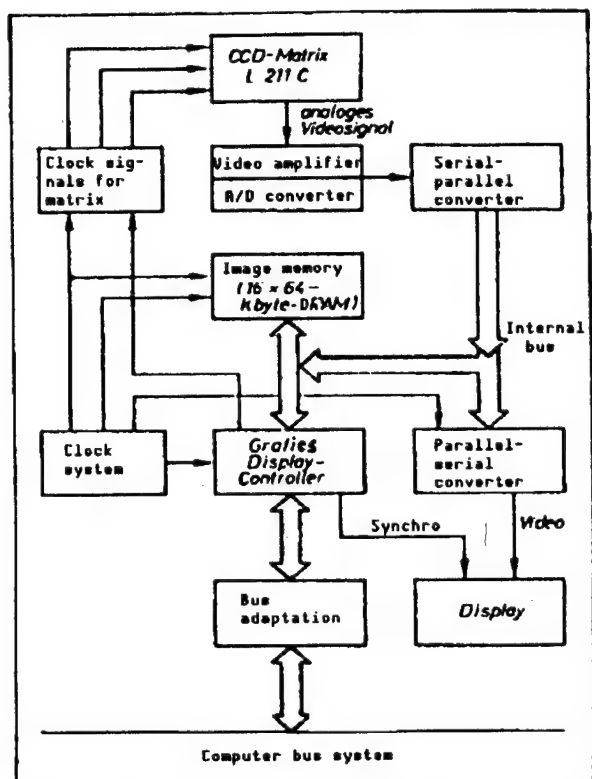 CCD-Matrix
L 211 C
analoges
Videosignal
Clock sig-
nals for
matrix
Video amplifier
A/D converter
Serial-
parallel
converter
Image memory
(16 × 64-
kbyte-DRAM)
Internal
bus
Clock
system
Grafics
Display-
Controller
Parallel-
serial
converter
Synchro
Video
Bus
adaptation
Display
Computer bus system